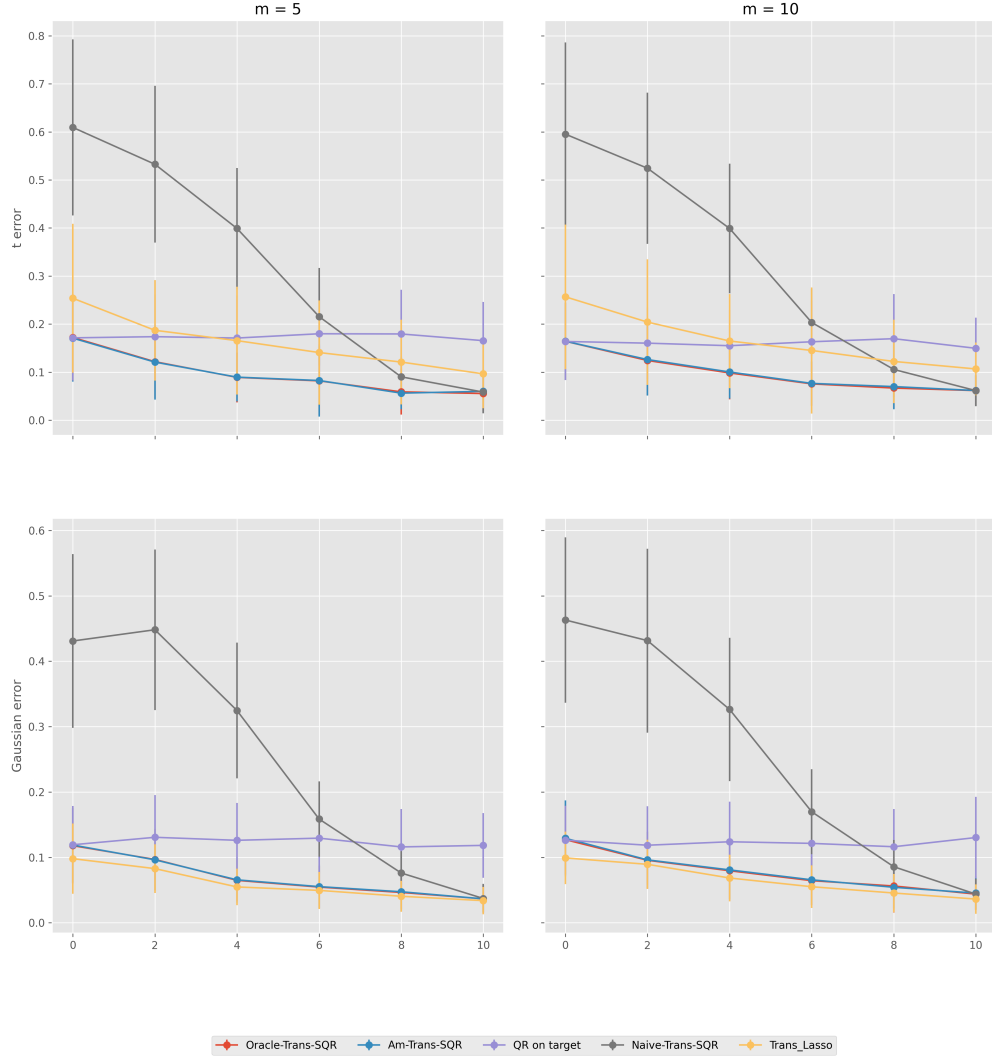 m = 5
m = 10
0.8
0.7
0.6
0.5
0.4
0.3
0.2
0.1
0.0
t error
0.6
0.5
0.4
0.3
0.2
0.1
0.0
Gaussian error
0 2 4 6 8 10
0 2 4 6 8 10
Oracle-Trans-SQR Am-Trans-SQR QR on target Naive-Trans-SQR Trans_Lasso